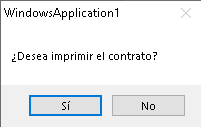 WindowsApplication1
¿Desea imprimir el contrato?
Sí
No